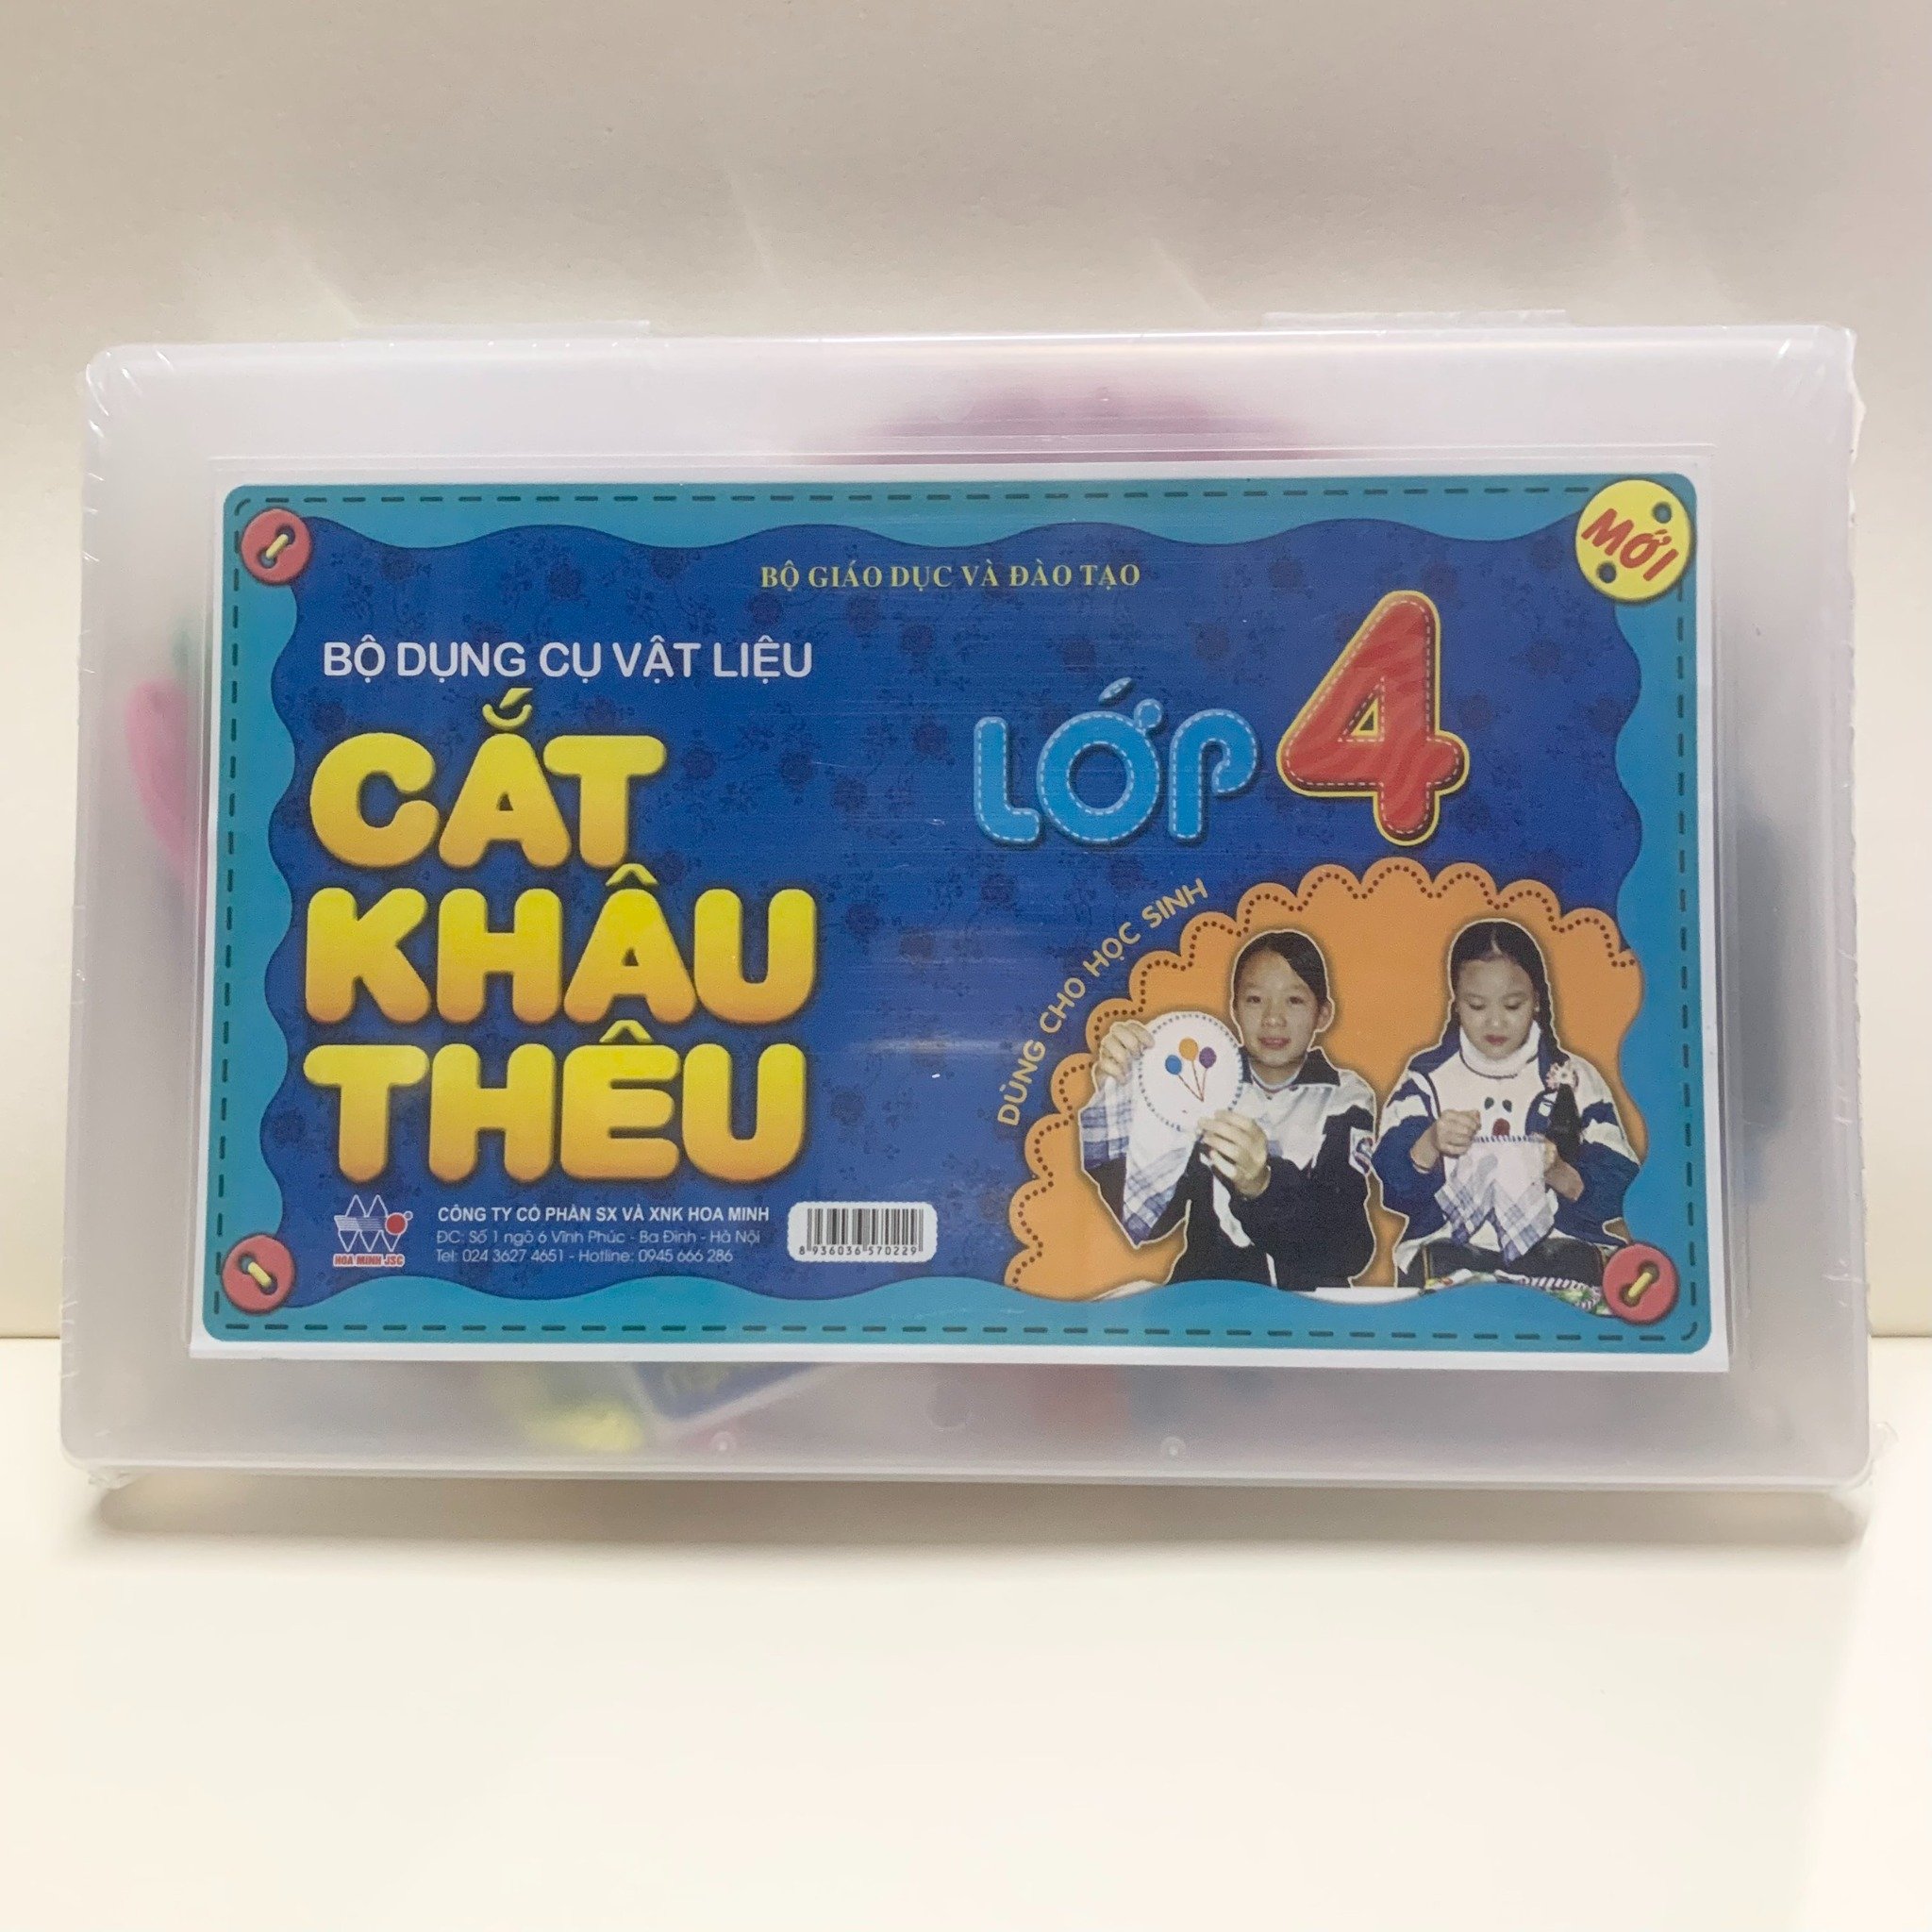 MỚI
BỘ GIÁO DỤC VÀ ĐÀO TẠO
BỘ DỤNG CỤ VẬT LIỆU
CẮT
KHÂU
THÊU
LỚP 4
DÙNG CHO HỌC SINH
HOA MINH JSC
CÔNG TY CỔ PHẦN SX VÀ XNK HOA MINH
ĐC: Số 1 ngõ 6 Vĩnh Phúc - Ba Đình - Hà Nội
Tel: 024 3627 4651 - Hotline: 0945 666 286
8 936036 570229